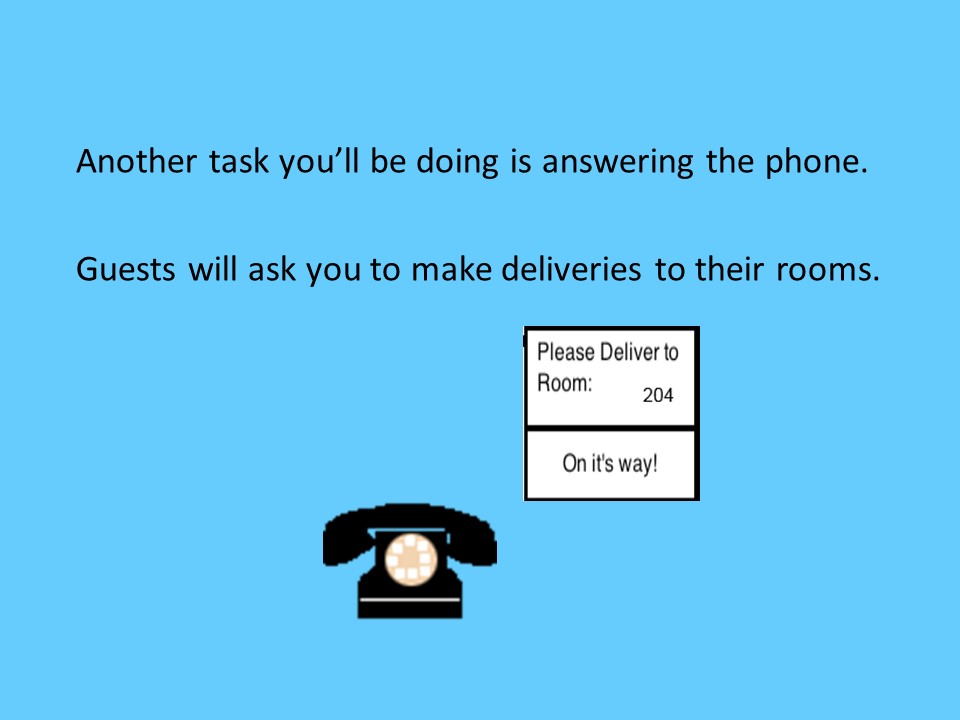 Another task you’ll be doing is answering the phone.
Guests will ask you to make deliveries to their rooms.
Please Deliver to
Room: 204
On it's way!